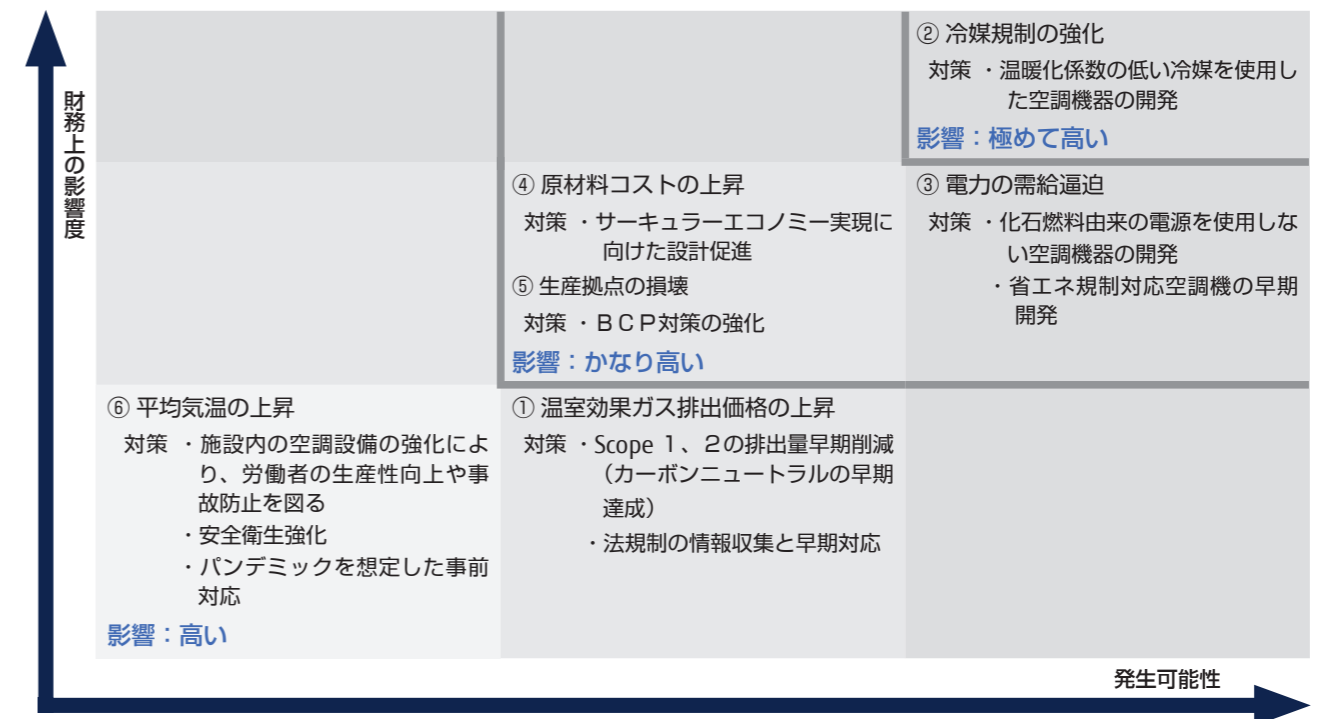 財務上の影響度
② 冷媒規制の強化
対策 ・温暖化係数の低い冷媒を使用し
た空調機器の開発
影響：極めて高い
④ 原材料コストの上昇
対策 ・サーキュラーエコノミー実現に
向けた設計促進
⑤ 生産拠点の損壊
対策 ・ＢＣＰ対策の強化
影響：かなり高い
③ 電力の需給逼迫
対策 ・化石燃料由来の電源を使用しな
い空調機器の開発
・省エネ規制対応空調機の早期
開発
⑥ 平均気温の上昇
対策 ・施設内の空調設備の強化によ
り、労働者の生産性向上や事
故防止を図る
・安全衛生強化
・パンデミックを想定した事前
対応
影響：高い
① 温室効果ガス排出価格の上昇
対策 ・Scope １、２の排出量早期削減
（カーボンニュートラルの早期
達成）
・法規制の情報収集と早期対応
発生可能性